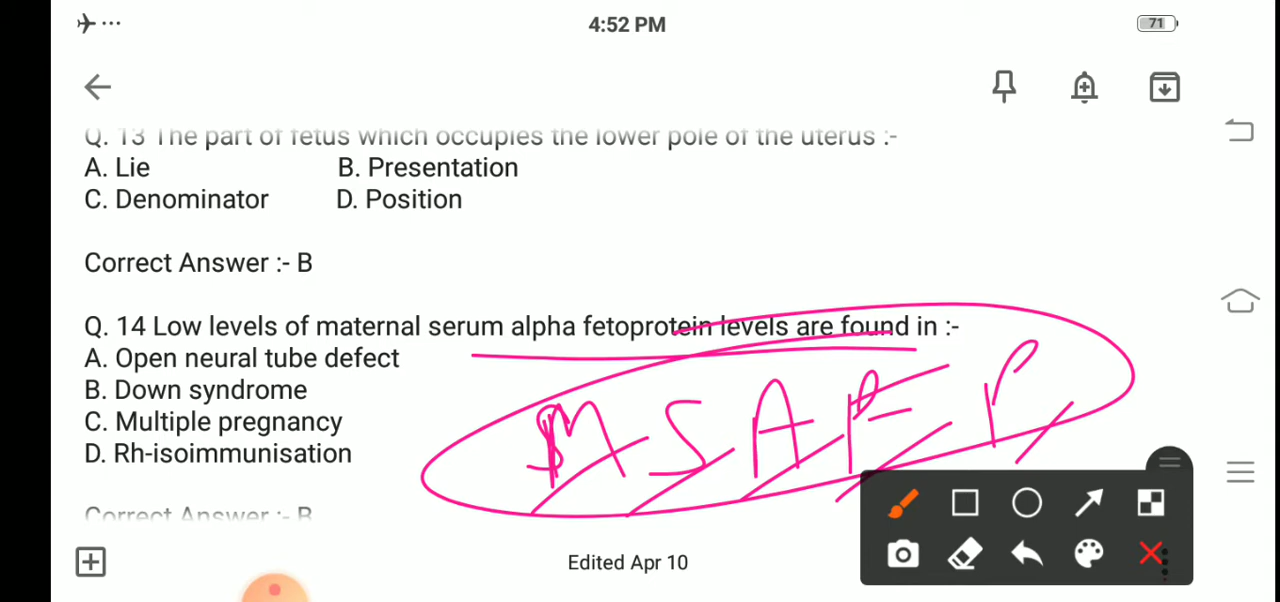 4:52 PM
71
Q. 13 The part of fetus which occupies the lower pole of the uterus :-
A. Lie B. Presentation
C. Denominator D. Position
Correct Answer :- B
Q. 14 Low levels of maternal serum alpha fetoprotein levels are found in :-
A. Open neural tube defect
B. Down syndrome
C. Multiple pregnancy
D. Rh-isoimmunisation
MSAFP
Correct Answer :- B
Edited Apr 10